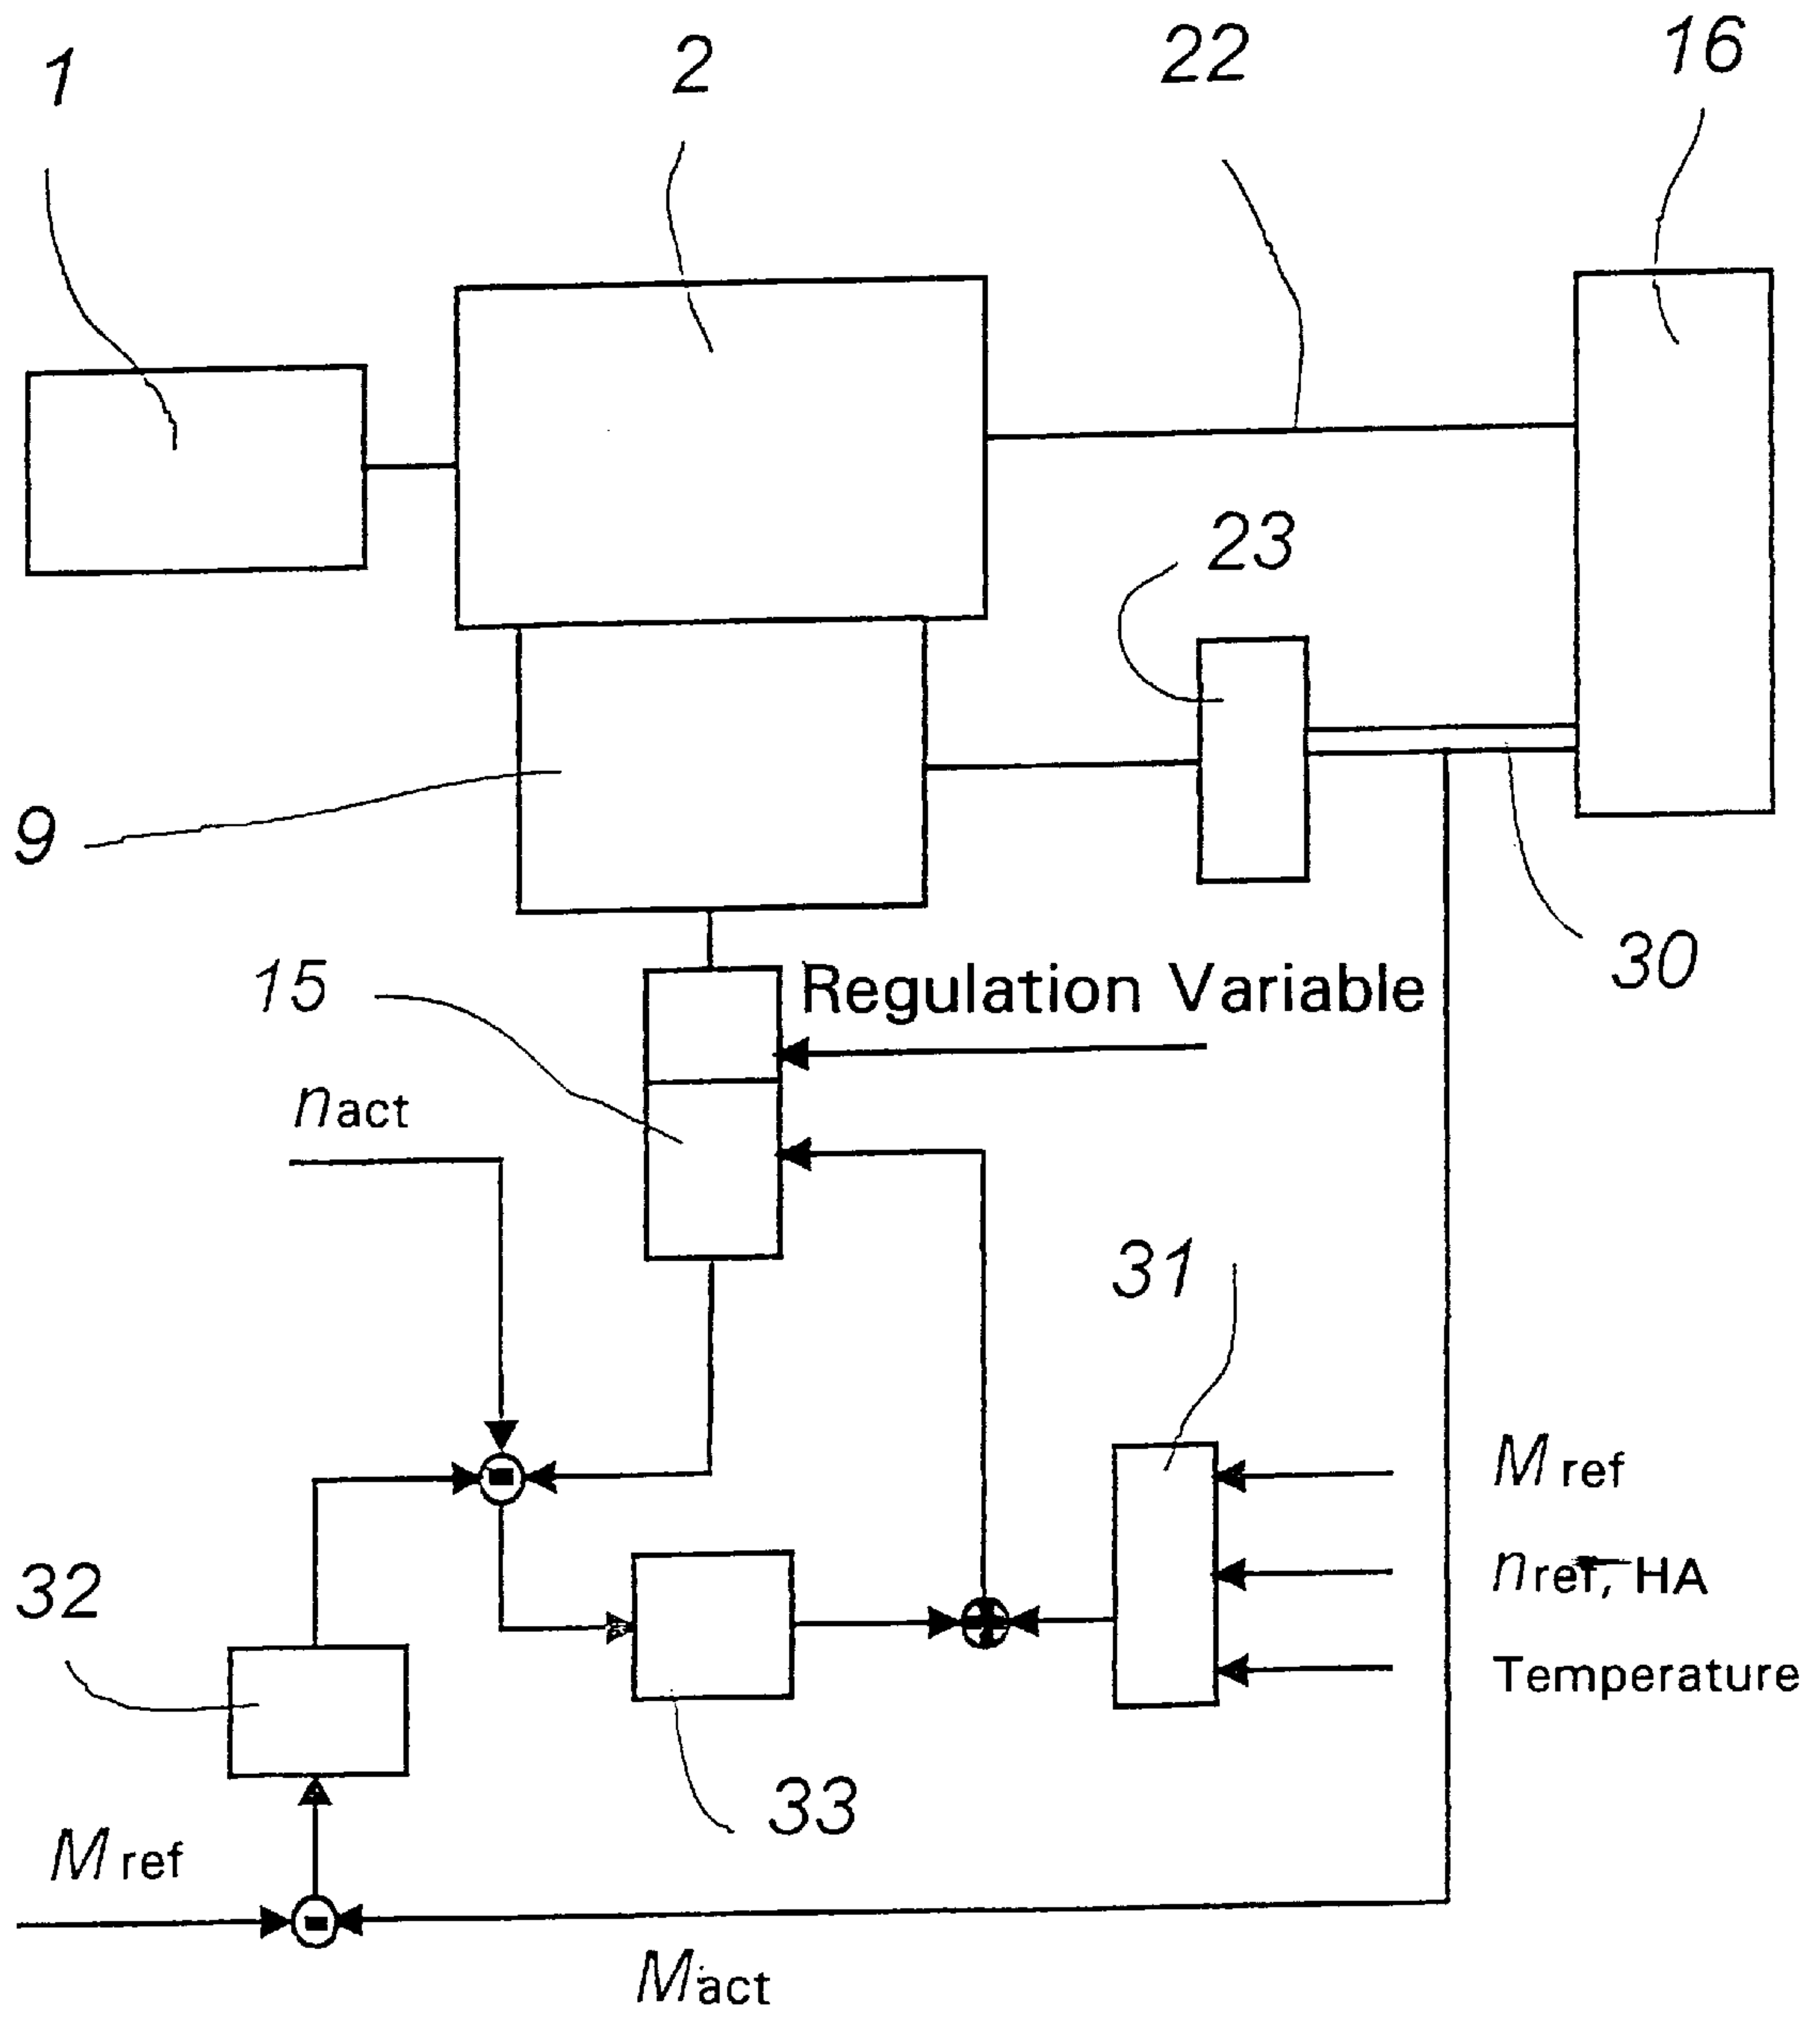 1
2
22
16
23
9
30
15
Regulation Variable
nact
31
Mref
nref, HA
32
Temperature
33
Mref
Mact